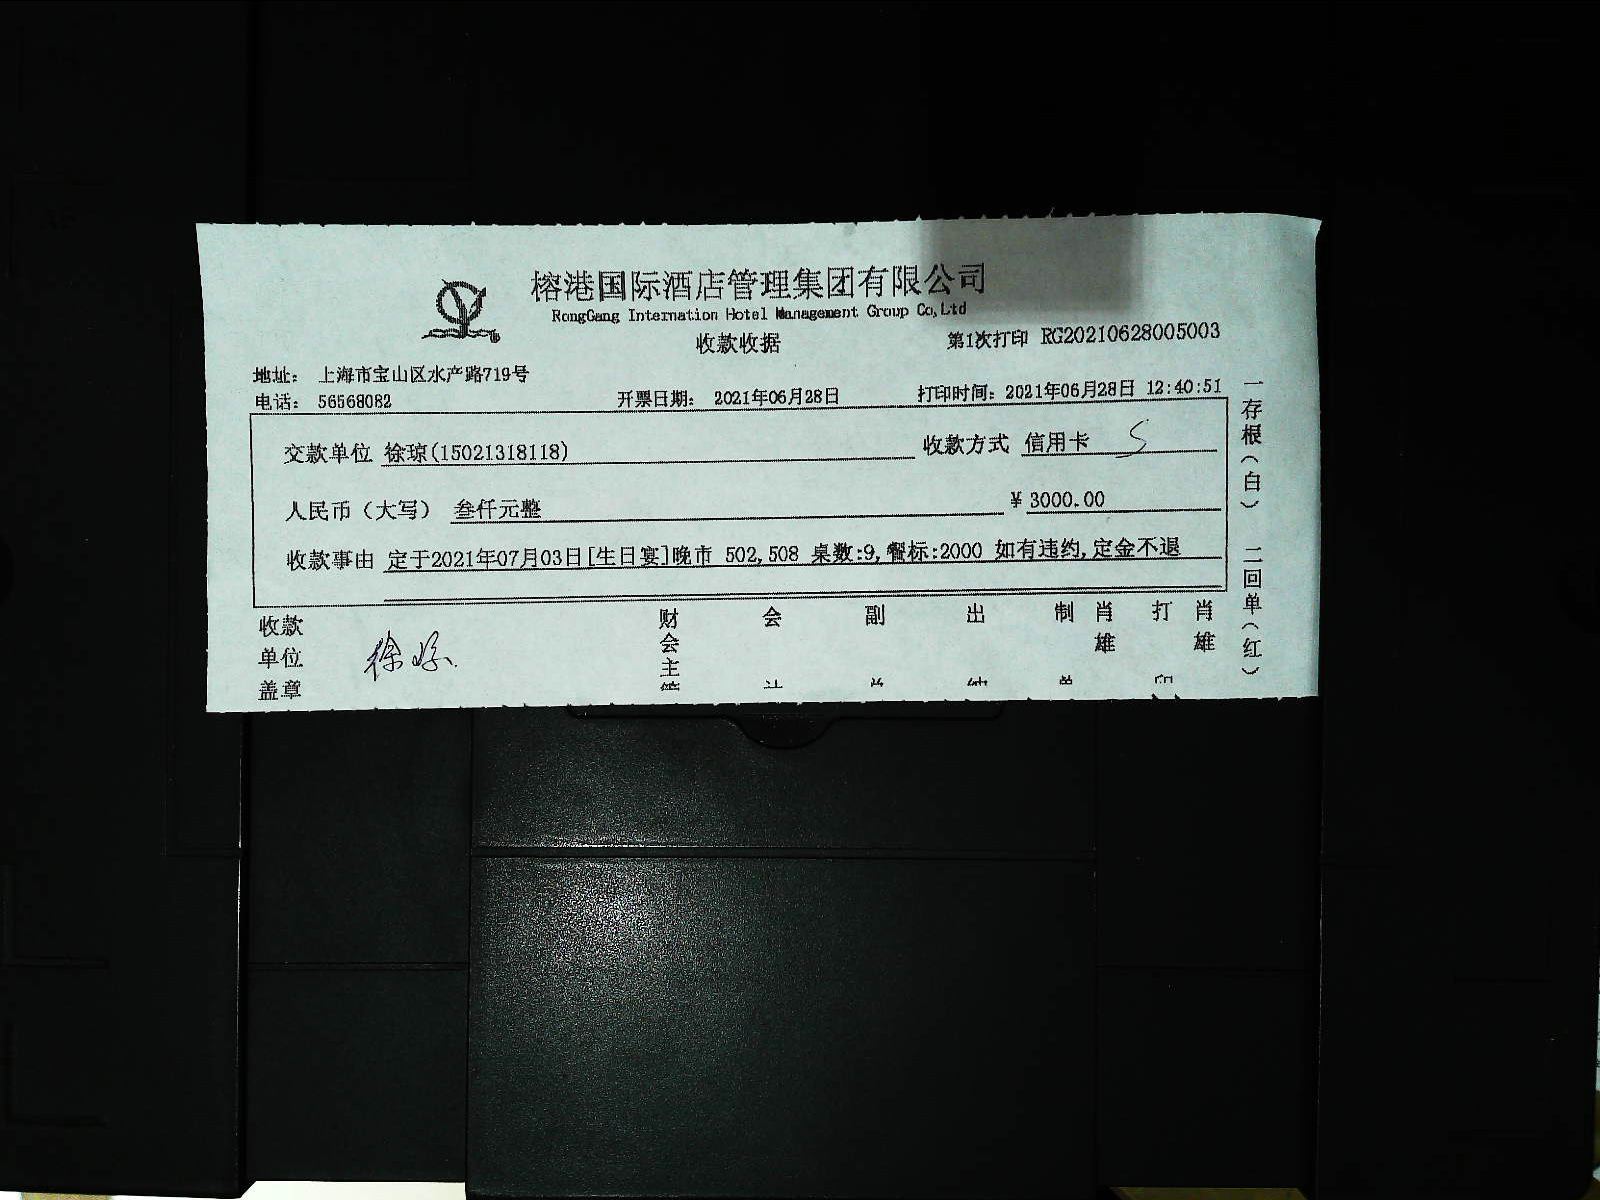 榕港国际酒店管理集团有限公司
RongGang Internation Hotel Management Group Co,Ltd
收款收据
第1次打印 RG20210628005003
地址： 上海市宝山区水产路719号
电话： 56568082 开票日期： 2021年06月28日 打印时间：2021年06月28日 12:40:51
交款单位 徐琼(15021318118) 收款方式 信用卡 S
人民币（大写） 叁仟元整 ¥ 3000.00
收款事由 定于2021年07月03日[生日宴]晚市 502,508 桌数:9,餐标:2000 如有违约,定金不退
收款单位盖章
财会主管 会 副 出 制 肖雄 打印 肖雄
一存根（白） 二回单（红）